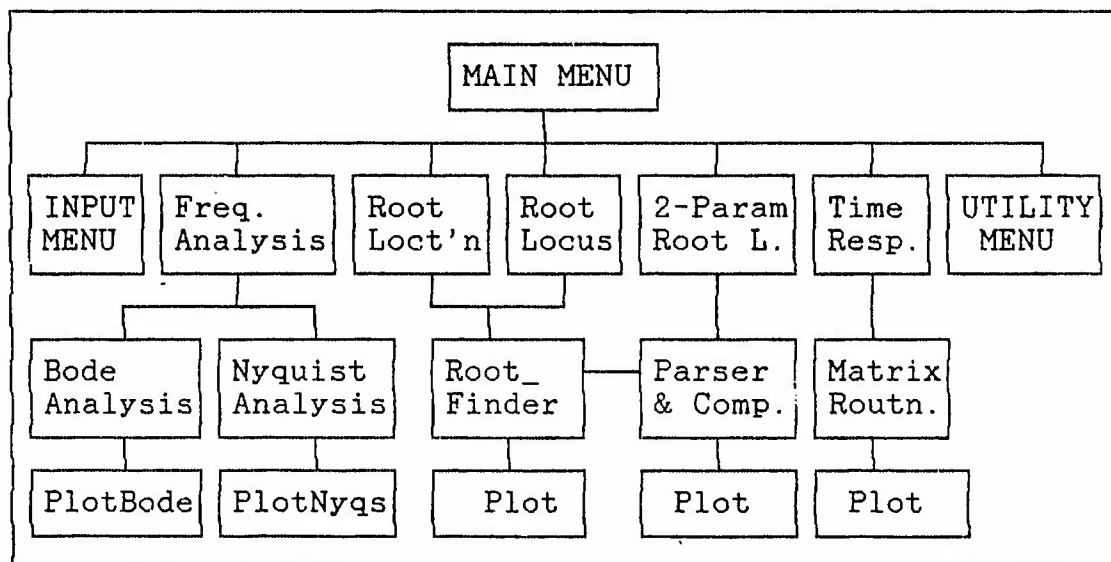 MAIN MENU
INPUT
MENU
Freq.
Analysis
Root
Loct'n
Root
Locus
2-Param
Root L.
Time
Resp.
UTILITY
MENU
Bode
Analysis
Nyquist
Analysis
Root_
Finder
Parser
& Comp.
Matrix
Routn.
PlotBode
PlotNyqs
Plot
Plot
Plot